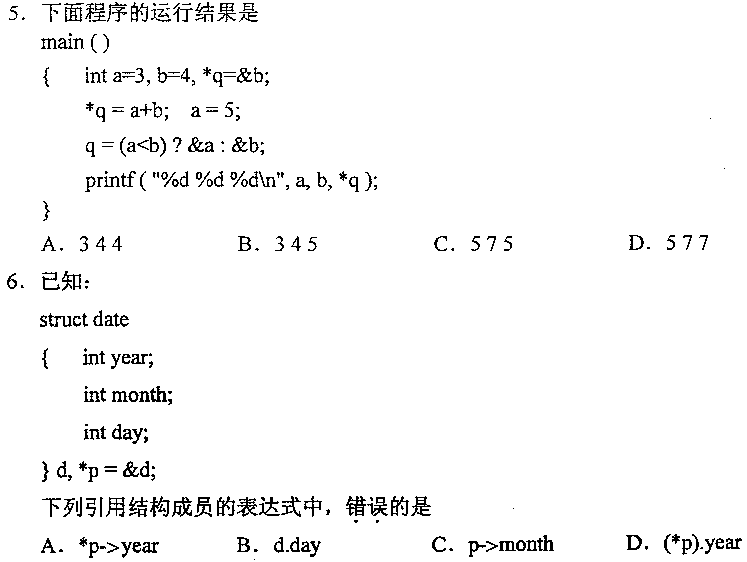 5．下面程序的运行结果是
main ( )
{ int a=3, b=4, *q=&b;
*q = a+b; a = 5;
q = (a<b) ? &a : &b;
printf ( "%d %d %d\n", a, b, *q );
}
A．3 4 4 B．3 4 5 C．5 7 5 D．5 7 7
6．已知：
struct date
{ int year;
int month;
int day;
} d, *p = &d;
下列引用结构成员的表达式中，错误的是
A．*p->year B．d.day C．p->month D．(*p).year